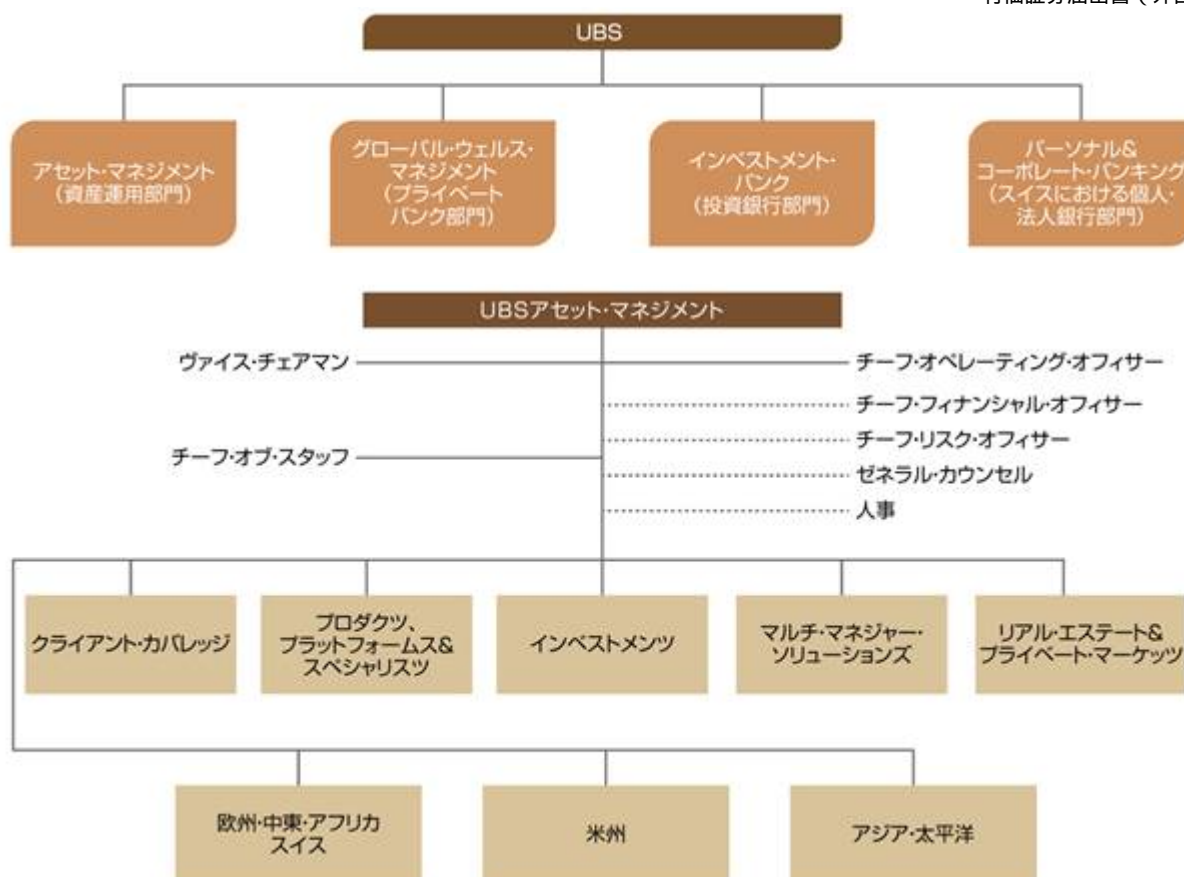 UBS
アセット・マネジメント
（資産運用部門）
グローバル・ウェルス・
マネジメント
（プライベート
バンク部門）
インベストメント・
バンク
（投資銀行部門）
パーソナル＆
コーポレート・バンキング
（スイスにおける個人・
法人銀行部門）
UBSアセット・マネジメント
ヴァイス・チェアマン
チーフ・オペレーティング・オフィサー
チーフ・フィナンシャル・オフィサー
チーフ・オブ・スタッフ
チーフ・リスク・オフィサー
ゼネラル・カウンセル
人事
クライアント・カバレッジ
プロダクツ、
プラットフォームス&
スペシャリスツ
インベストメンツ
マルチ・マネジャー・
ソリューションズ
リアル・エステート&
プライベート・マーケッツ
欧州・中東・アフリカ
スイス
米州
アジア・太平洋